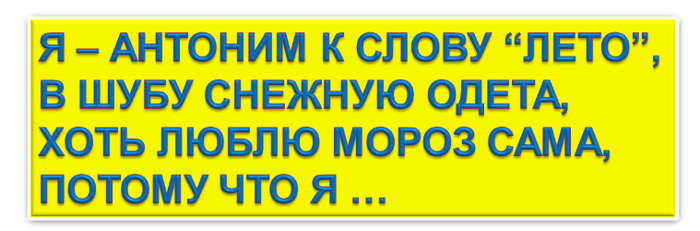 Я – АНТОНИМ К СЛОВУ “ЛЕТО”,
В ШУБУ СНЕЖНУЮ ОДЕТА,
ХОТЬ ЛЮБЛЮ МОРОЗ САМА,
ПОТОМУ ЧТО Я ...